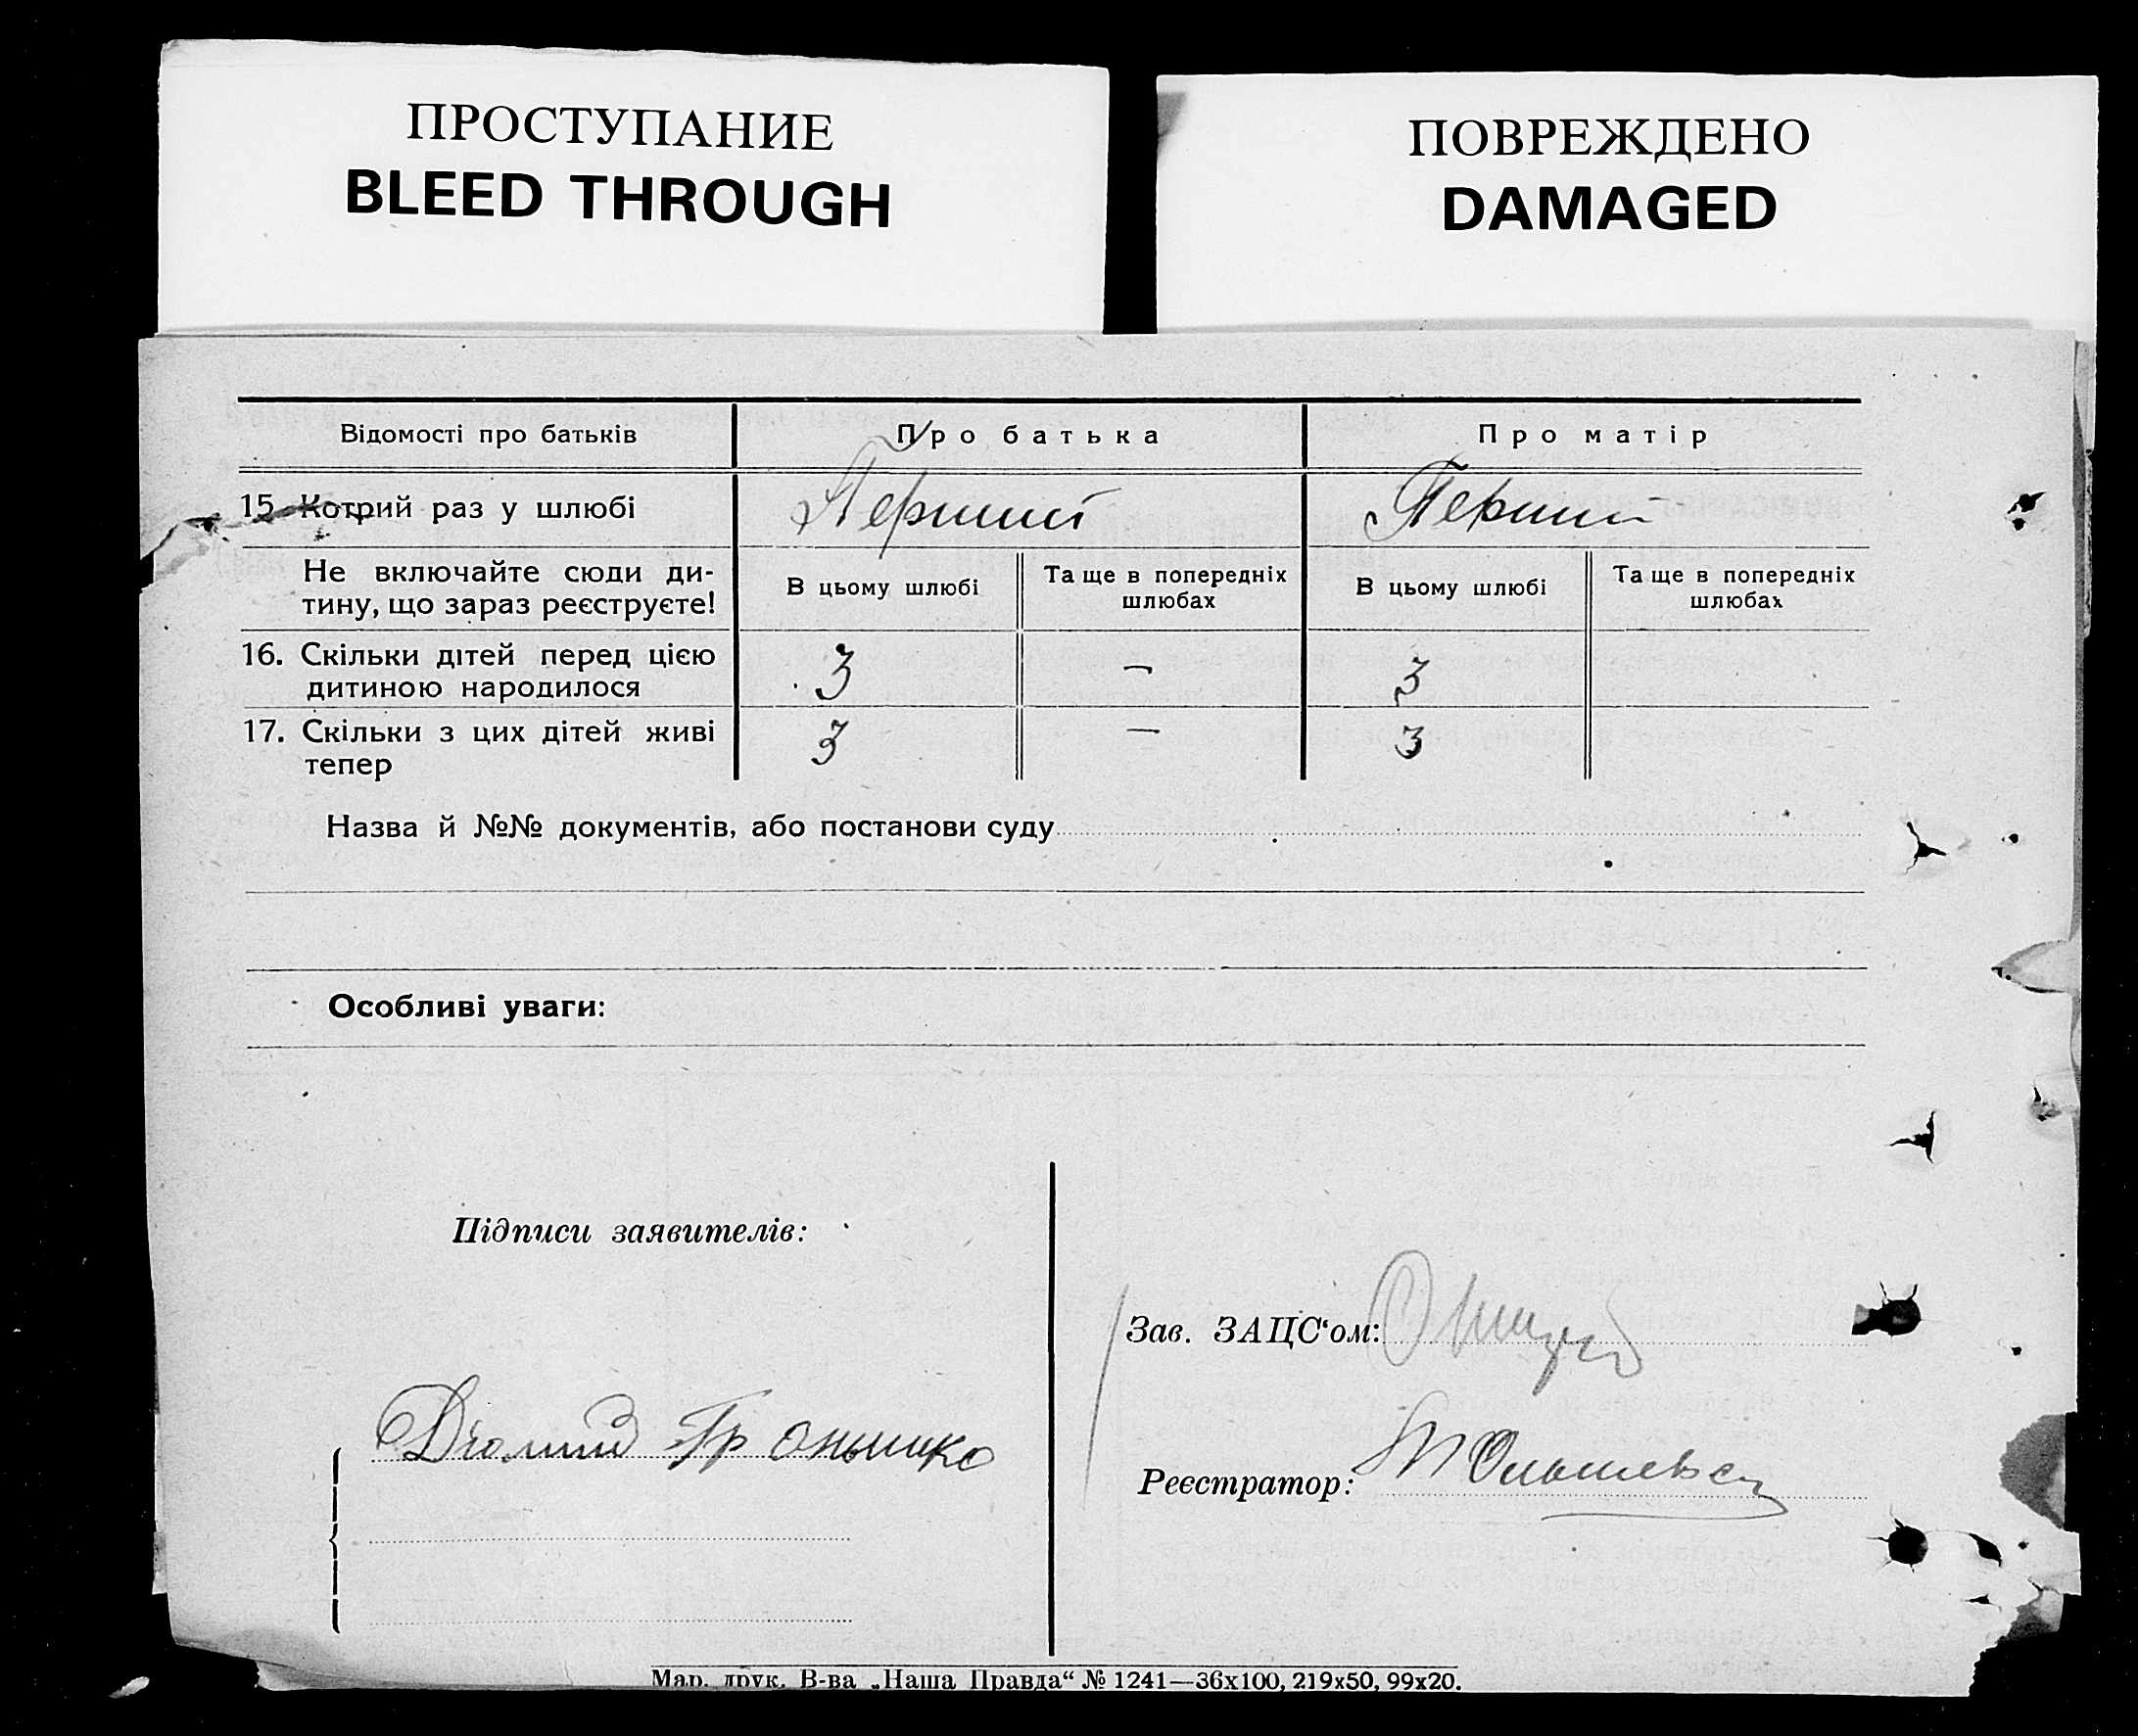 ПРОСТУПАНИЕ
BLEED THROUGH
ПОВРЕЖДЕНО
DAMAGED
Відомості про батьків
Про батька
Про матір
15. Котрий раз у шлюбі
Перший
Перший
Не включайте сюди ди-
тину, що зараз реєструєте!
В цьому шлюбі
Та ще в попередніх
шлюбах
В цьому шлюбі
Та ще в попередніх
шлюбах
16. Скільки дітей перед цією
дитиною народилося
3
—
3
17. Скільки з цих дітей живі
тепер
3
—
3
Назва й №№ документів, або постанови суду
Особливі уваги:
Підписи заявителів:
Зав. ЗАЦС‘ом:
Реєстратор:
Мар. друк. В-ва „Наша Правда“ № 1241—36х100, 219х50, 99х20.